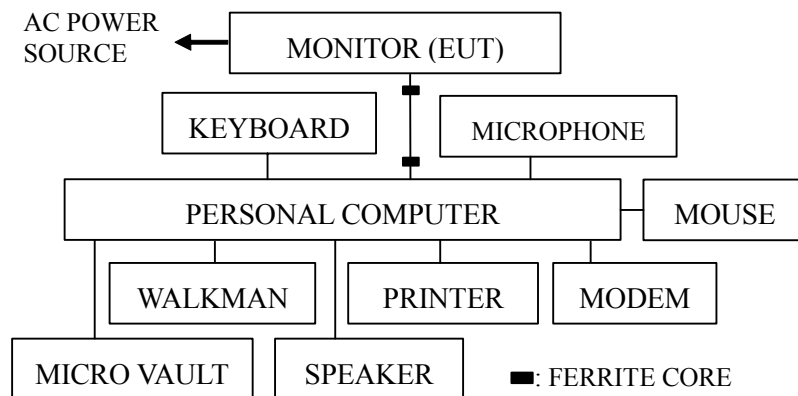 AC POWER
SOURCE
MONITOR (EUT)
KEYBOARD
MICROPHONE
PERSONAL COMPUTER
MOUSE
WALKMAN
PRINTER
MODEM
MICRO VAULT
SPEAKER
: FERRITE CORE